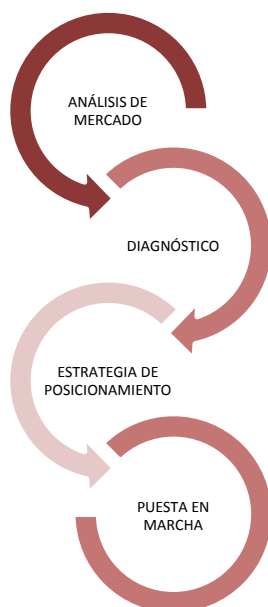 ANÁLISIS DE
MERCADO
DIAGNÓSTICO
ESTRATEGIA DE
POSICIONAMIENTO
PUESTA EN
MARCHA